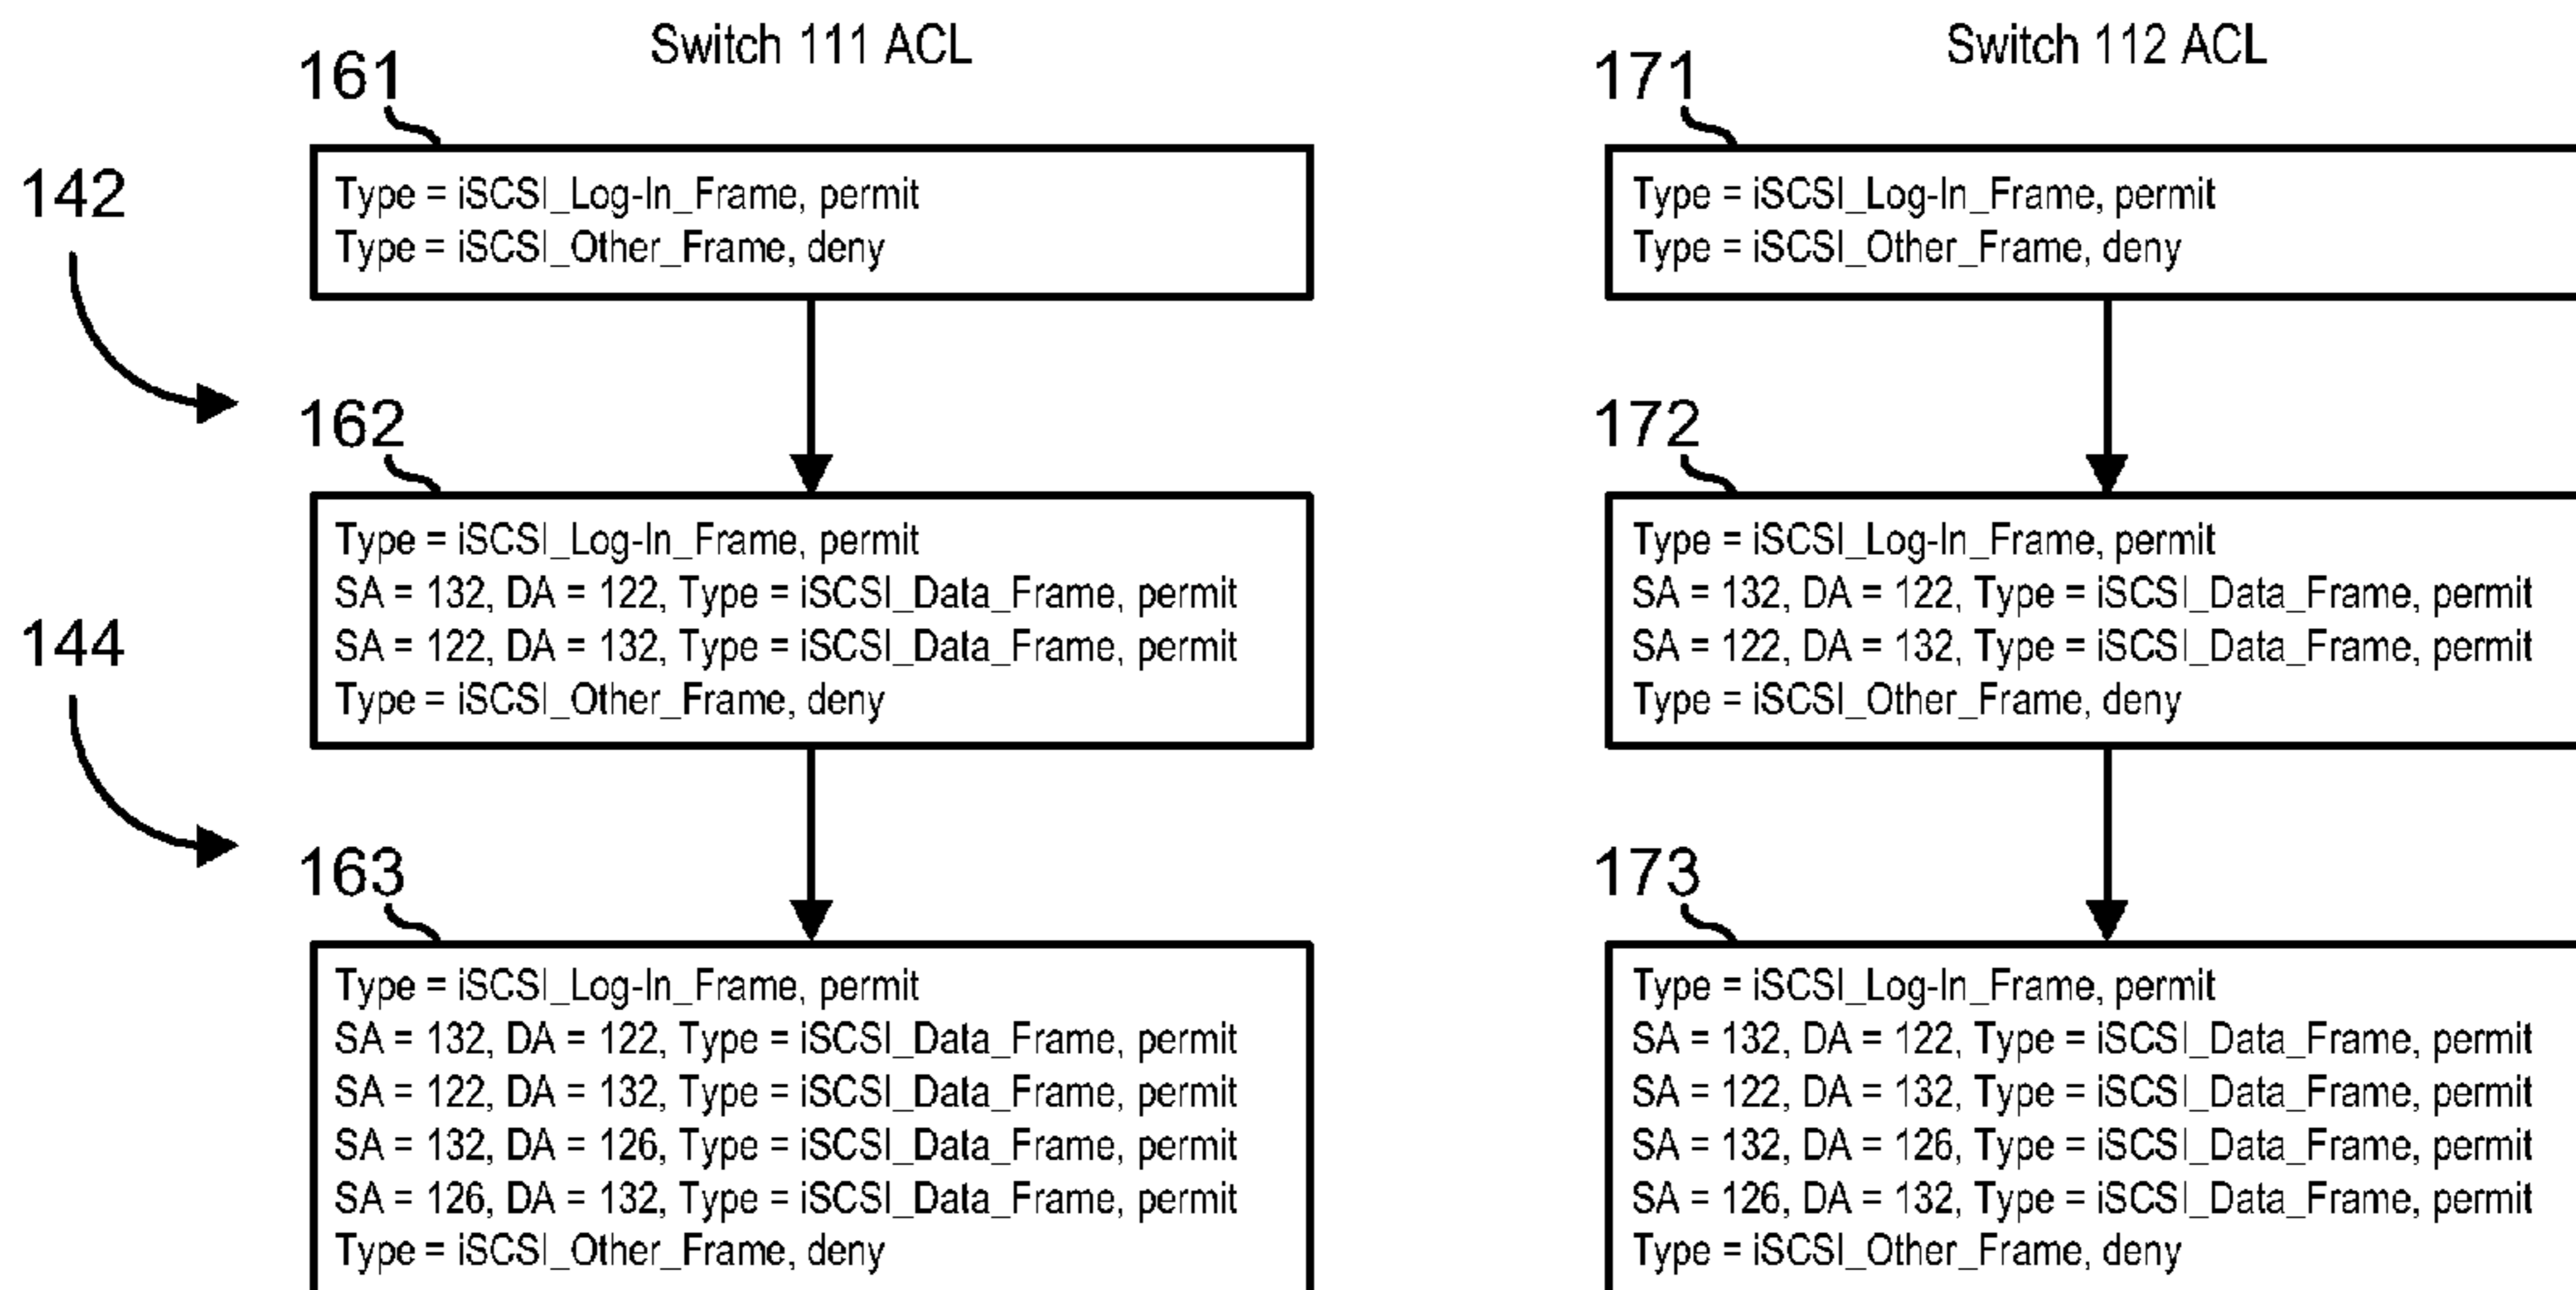 Switch 111 ACL
161
Type = iSCSI_Log-In_Frame, permit
Type = iSCSI_Other_Frame, deny
142
162
Type = iSCSI_Log-In_Frame, permit
SA = 132, DA = 122, Type = iSCSI_Data_Frame, permit
SA = 122, DA = 132, Type = iSCSI_Data_Frame, permit
Type = iSCSI_Other_Frame, deny
144
163
Type = iSCSI_Log-In_Frame, permit
SA = 132, DA = 122, Type = iSCSI_Data_Frame, permit
SA = 122, DA = 132, Type = iSCSI_Data_Frame, permit
SA = 132, DA = 126, Type = iSCSI_Data_Frame, permit
SA = 126, DA = 132, Type = iSCSI_Data_Frame, permit
Type = iSCSI_Other_Frame, deny
Switch 112 ACL
171
Type = iSCSI_Log-In_Frame, permit
Type = iSCSI_Other_Frame, deny
172
Type = iSCSI_Log-In_Frame, permit
SA = 132, DA = 122, Type = iSCSI_Data_Frame, permit
SA = 122, DA = 132, Type = iSCSI_Data_Frame, permit
Type = iSCSI_Other_Frame, deny
173
Type = iSCSI_Log-In_Frame, permit
SA = 132, DA = 122, Type = iSCSI_Data_Frame, permit
SA = 122, DA = 132, Type = iSCSI_Data_Frame, permit
SA = 132, DA = 126, Type = iSCSI_Data_Frame, permit
SA = 126, DA = 132, Type = iSCSI_Data_Frame, permit
Type = iSCSI_Other_Frame, deny